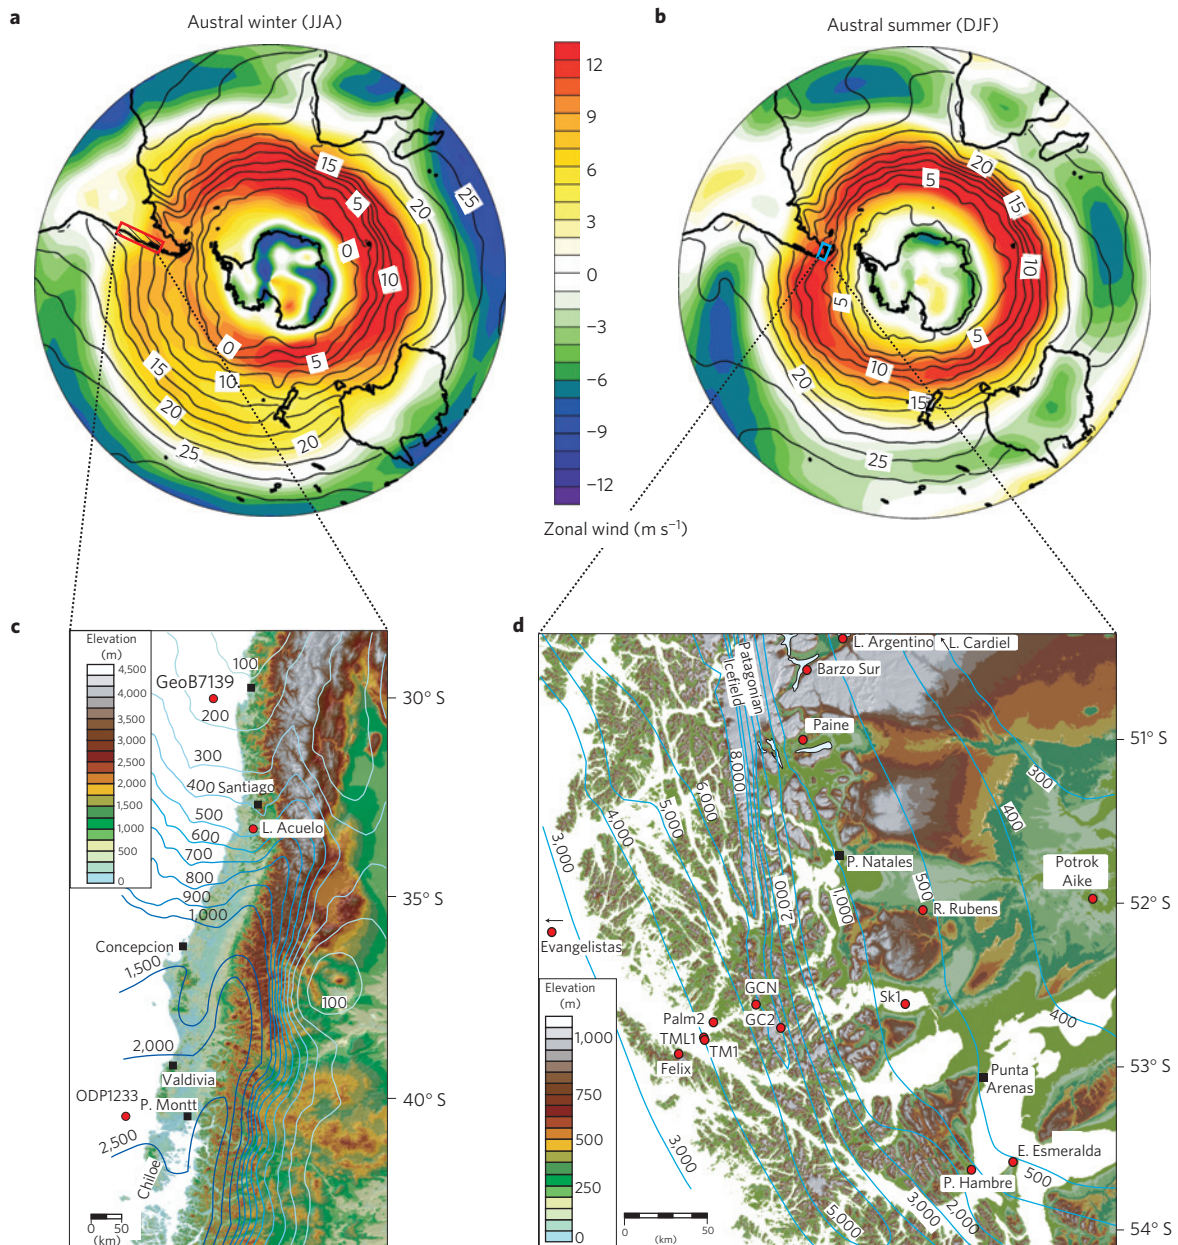 a
Austral winter (JJA)
b
Austral summer (DJF)
15
5
0
10
20
25
0
5
10
15
20
20
25
12
9
6
3
0
−3
−6
−9
−12
Zonal wind (m s⁻¹)
20
5
15
10
5
5
10
15
20
25
c
Elevation
(m)
4,500
4,000
3,500
3,000
2,500
2,000
1,500
1,000
500
0
100
GeoB7139
200
300
400
Santiago
500
600
L. Acuelo
700
800
900
1,000
Concepcion
1,500
100
2,000
Valdivia
ODP1233
P. Montt
2,500
Chiloe
0 50
(km)
30° S
35° S
40° S
d
Patagonian
Icefield
L. Argentino
L. Cardiel
Barzo Sur
Paine
8,000
6,000
5,000
4,000
3,000
300
400
P. Natales
Potrok
Aike
500
R. Rubens
1,000
2,000
Evangelistas
GCN
Sk1
GC2
Palm2
TML1
TM1
Felix
400
Punta
Arenas
E. Esmeralda
500
P. Hambre
3,000
5,000
3,000
2,000
Elevation
(m)
1,000
750
500
250
0
0 50
(km)
51° S
52° S
53° S
54° S